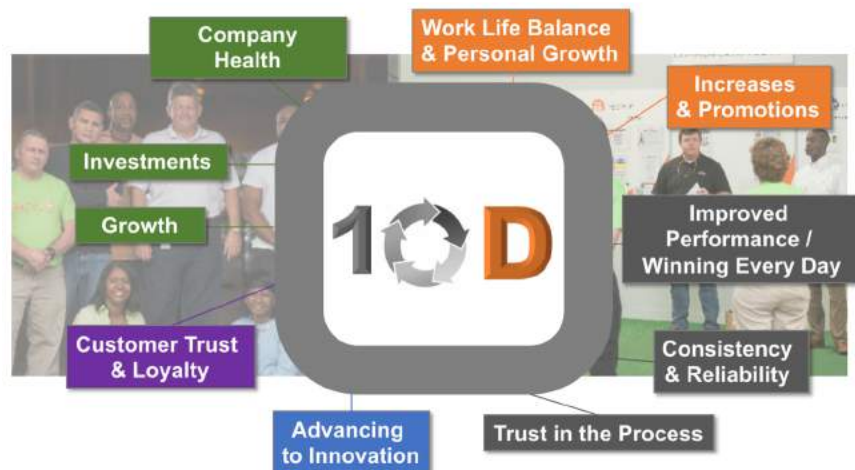 Company
Health
Work Life Balance
& Personal Growth
Increases
& Promotions
Investments
Growth
Improved
Performance /
Winning Every Day
10D
Customer Trust
& Loyalty
Consistency
& Reliability
Advancing
to Innovation
Trust in the Process